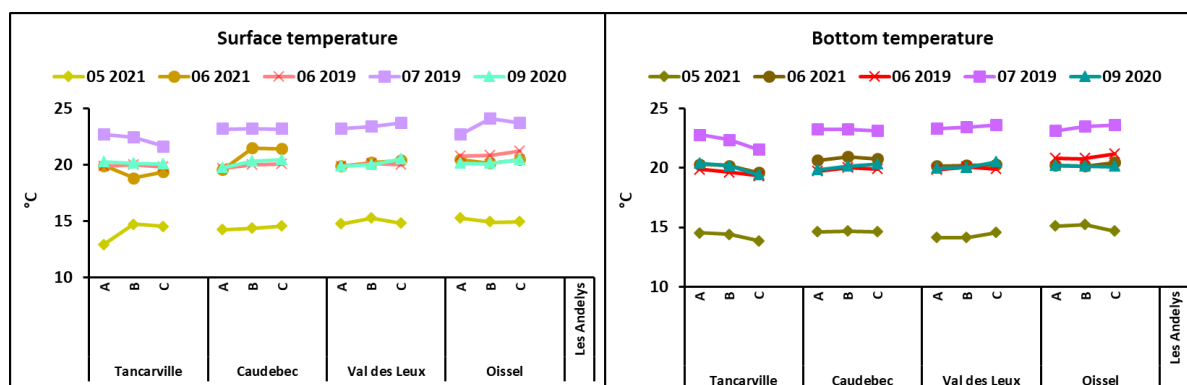 Surface temperature
05 2021 06 2021 06 2019 07 2019 09 2020
25
20
15
10
°C
A B C A B C A B C A B C
Tancarville Caudebec Val des Leux Oissel Les Andelys
Bottom temperature
05 2021 06 2021 06 2019 07 2019 09 2020
25
20
15
10
°C
A B C A B C A B C A B C
Tancarville Caudebec Val des Leux Oissel Les Andelys